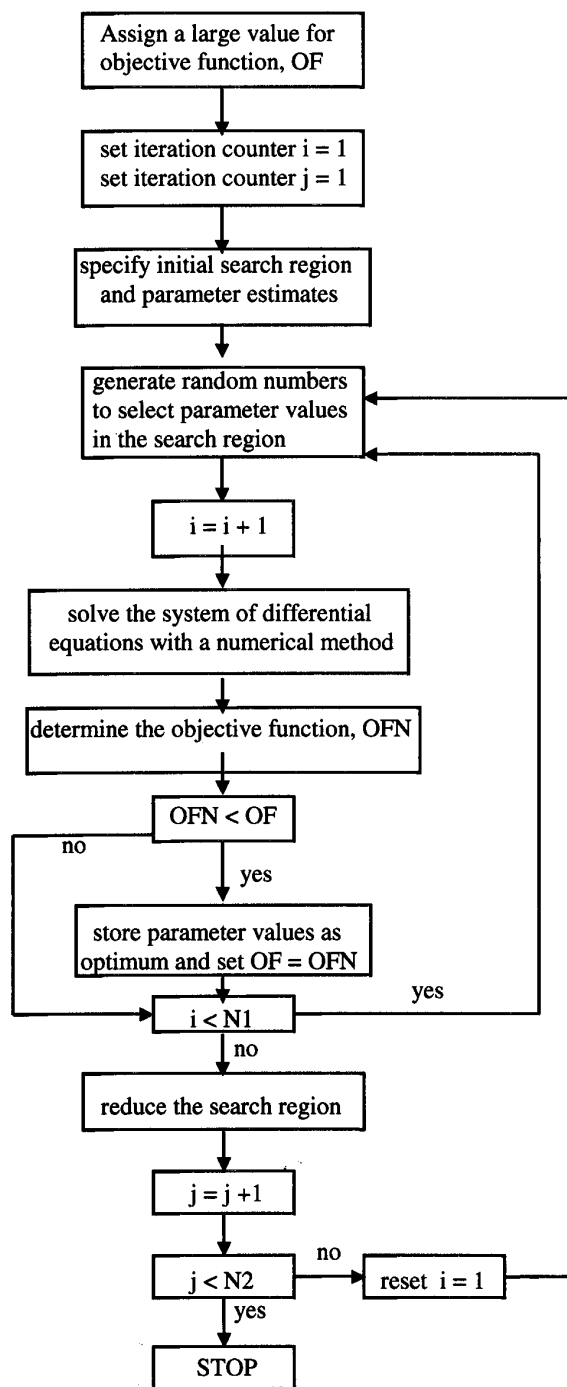 Assign a large value for
objective function, OF
set iteration counter i = 1
set iteration counter j = 1
specify initial search region
and parameter estimates
generate random numbers
to select parameter values
in the search region
i = i + 1
solve the system of differential
equations with a numerical method
determine the objective function, OFN
OFN < OF
no
yes
store parameter values as
optimum and set OF = OFN
yes
i < N1
no
reduce the search region
j = j +1
j < N2
no
reset i = 1
yes
STOP